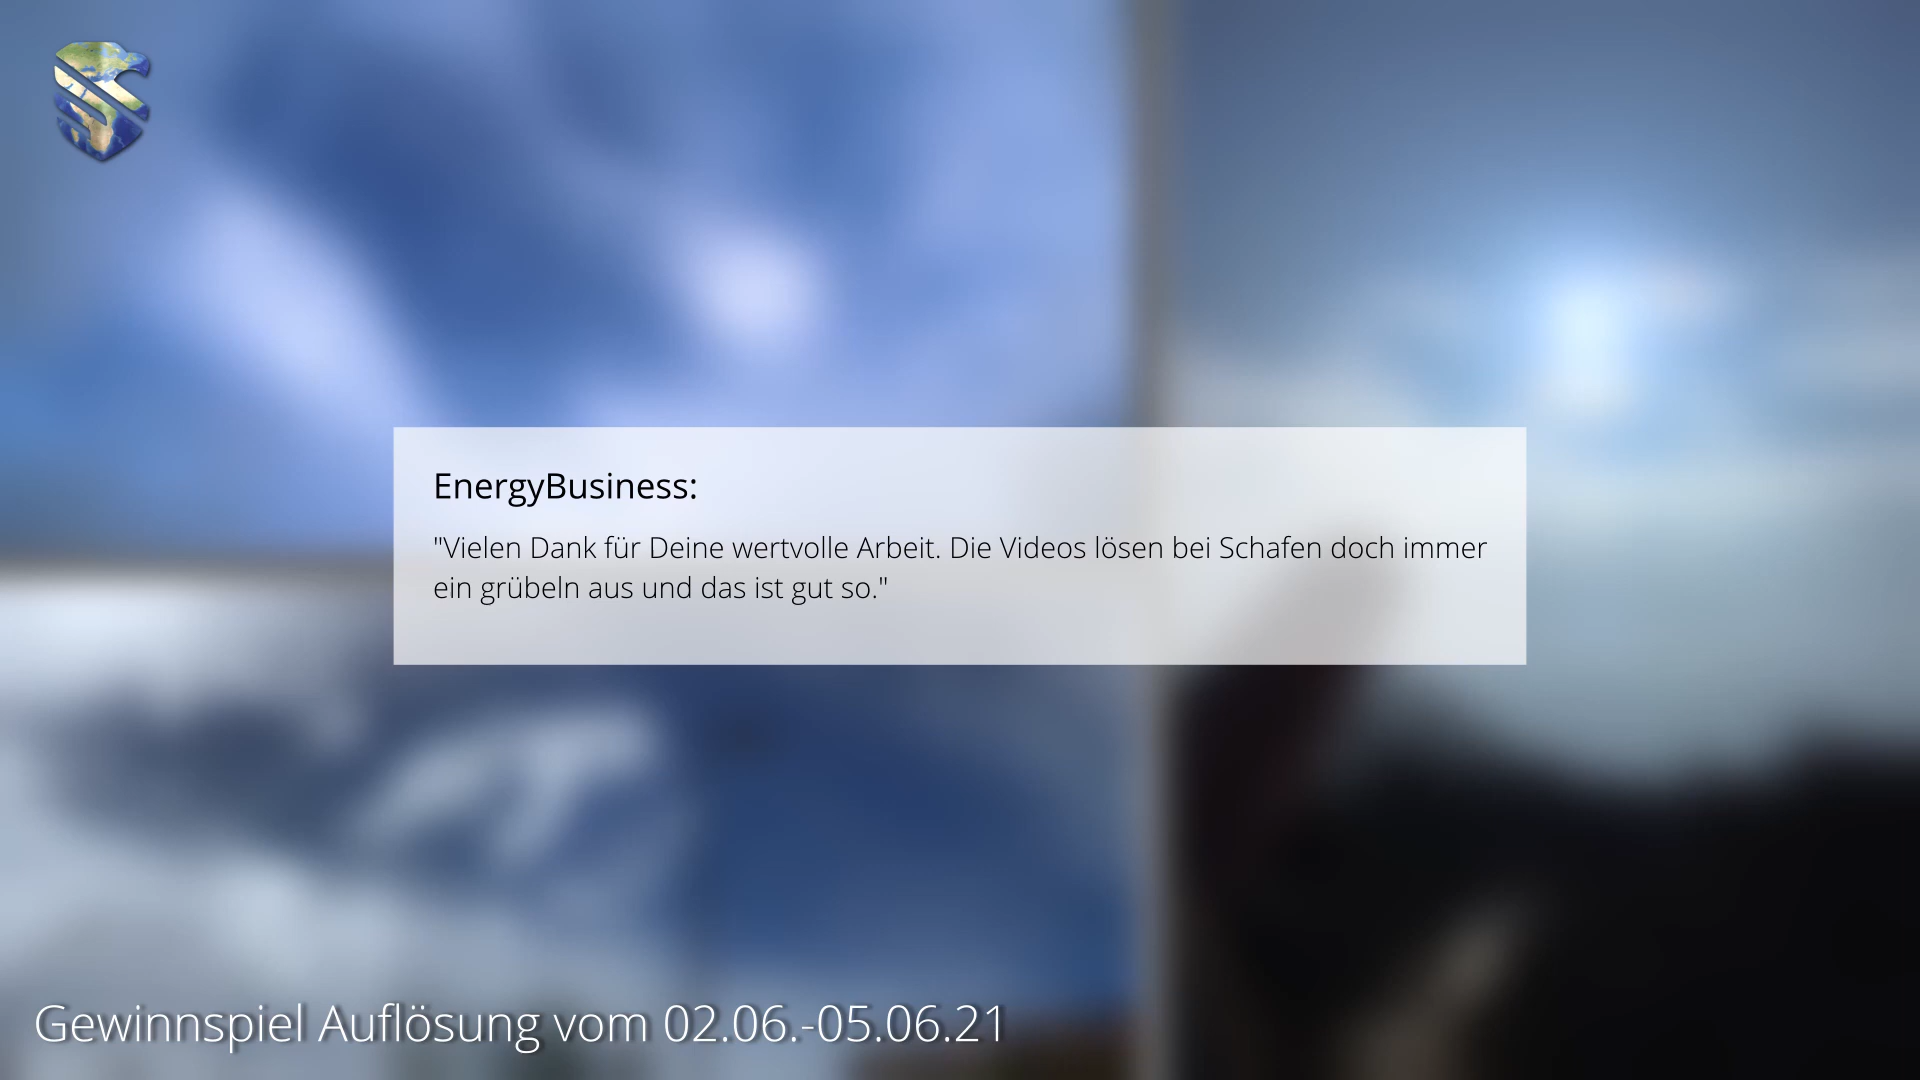 EnergyBusiness:
"Vielen Dank für Deine wertvolle Arbeit. Die Videos lösen bei Schafen doch immer
ein grübeln aus und das ist gut so."
Gewinnspiel Auflösung vom 02.06.-05.06.21